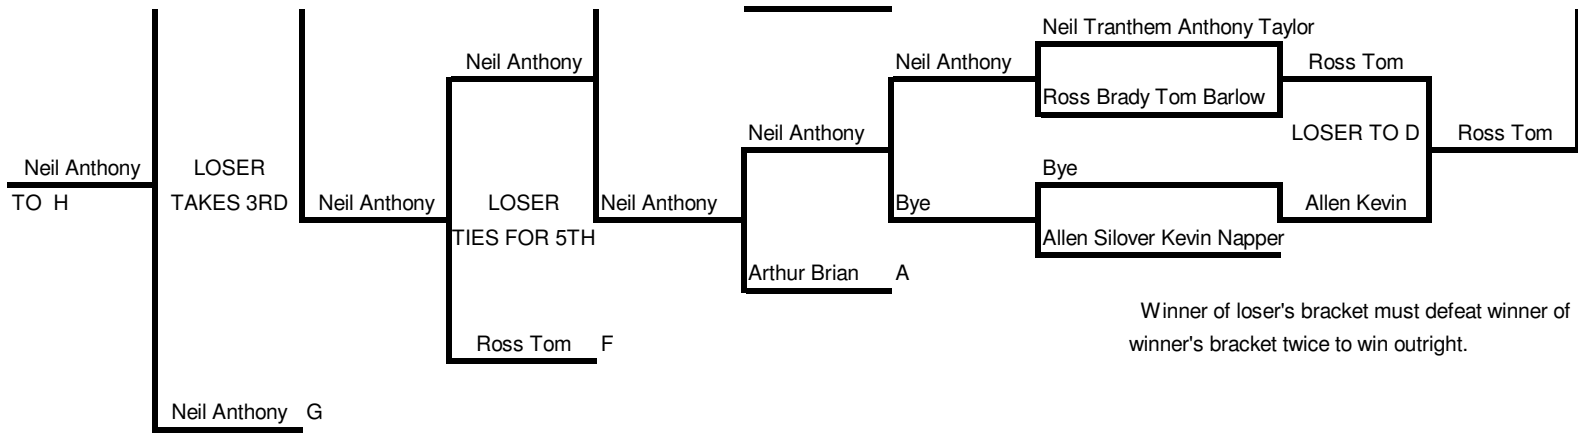 Neil Tranthem Anthony Taylor
Neil Anthony
Neil Anthony
Ross Tom
Ross Brady Tom Barlow
Neil Anthony
LOSER TO D
Ross Tom
Neil Anthony
LOSER
Bye
TO H
TAKES 3RD
Neil Anthony
LOSER
Neil Anthony
Bye
Allen Kevin
TIES FOR 5TH
Allen Silover Kevin Napper
Arthur Brian
A
Winner of loser's bracket must defeat winner of
winner's bracket twice to win outright.
Ross Tom
F
Neil Anthony
G